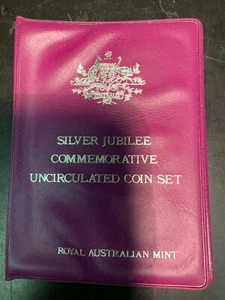 SILVER JUBILEE
COMMEMORATIVE
UNCIRCULATED COIN SET
ROYAL AUSTRALIAN MINT